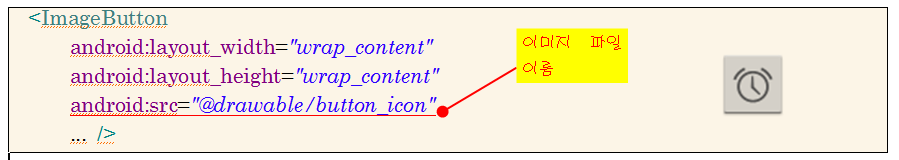 <ImageButton
android:layout_width="wrap_content"
android:layout_height="wrap_content"
android:src="@drawable/button_icon"
... />
이미지 파일
이름